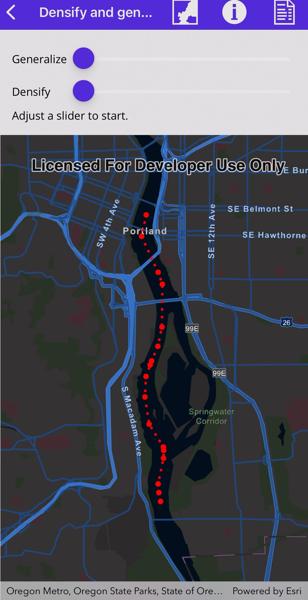 Densify and gen...
Generalize
Densify
Adjust a slider to start.
Licensed For Developer Use Only
E Bur
SE Belmont St
SW 4th Ave
SE 12th Ave
Portland
SE Hawthorne
26
99E
99E
S Macadam Ave
Springwater
Corridor
Oregon Metro, Oregon State Parks, State of Ore... Powered by Esri